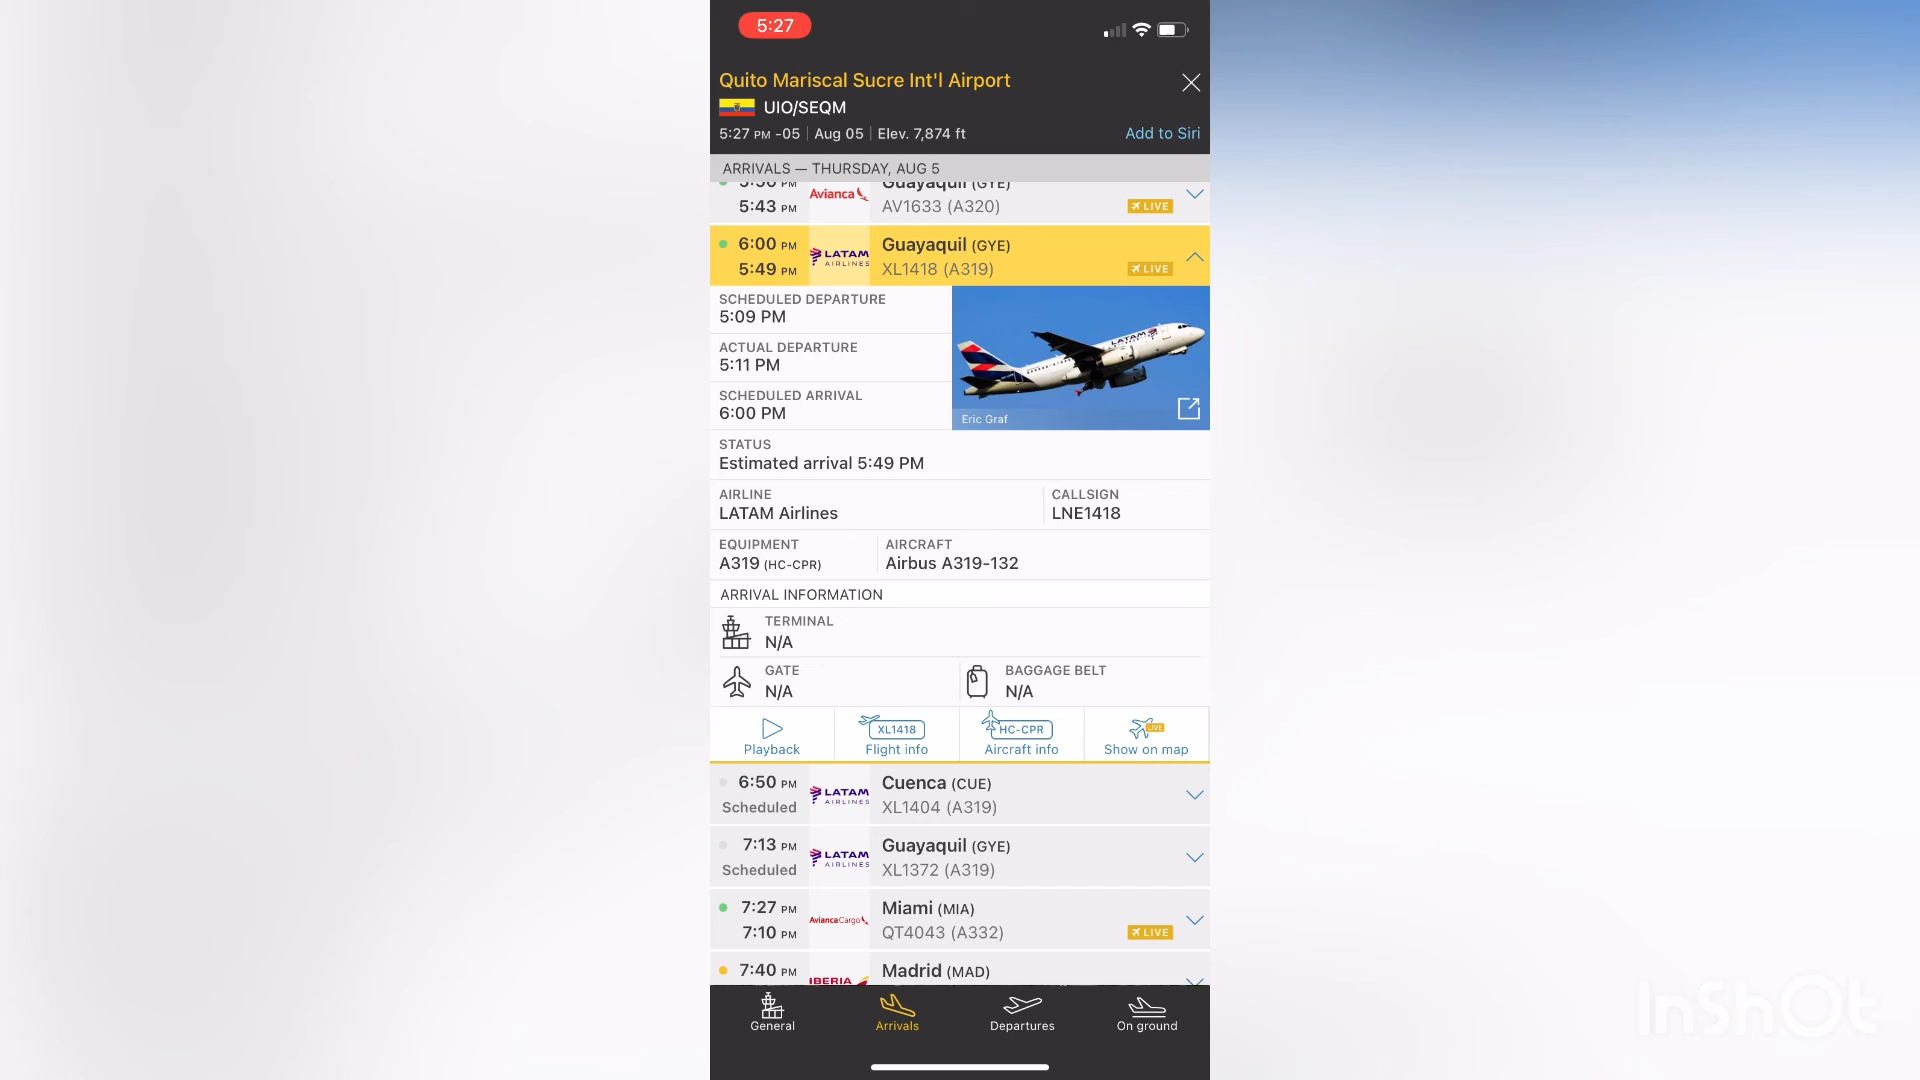 5:27
Quito Mariscal Sucre Int'l Airport
UIO/SEQM
5:27 PM -05 | Aug 05 | Elev. 7,874 ft
Add to Siri
ARRIVALS — THURSDAY, AUG 5
5:50 PM
Avianca
Guayaquil (GYE)
5:43 PM
AV1633 (A320)
LIVE
6:00 PM
LATAM AIRLINES
Guayaquil (GYE)
5:49 PM
XL1418 (A319)
LIVE
SCHEDULED DEPARTURE
5:09 PM
ACTUAL DEPARTURE
5:11 PM
SCHEDULED ARRIVAL
6:00 PM
LATAM
Eric Graf
STATUS
Estimated arrival 5:49 PM
AIRLINE
LATAM Airlines
CALLSIGN
LNE1418
EQUIPMENT
A319 (HC-CPR)
AIRCRAFT
Airbus A319-132
ARRIVAL INFORMATION
TERMINAL
N/A
GATE
N/A
BAGGAGE BELT
N/A
Playback
XL1418
Flight info
HC-CPR
Aircraft info
LIVE
Show on map
6:50 PM
Scheduled
LATAM AIRLINES
Cuenca (CUE)
XL1404 (A319)
7:13 PM
Scheduled
LATAM AIRLINES
Guayaquil (GYE)
XL1372 (A319)
7:27 PM
7:10 PM
Avianca Cargo
Miami (MIA)
QT4043 (A332)
LIVE
7:40 PM
IBERIA
Madrid (MAD)
General
Arrivals
Departures
On ground
InShOt